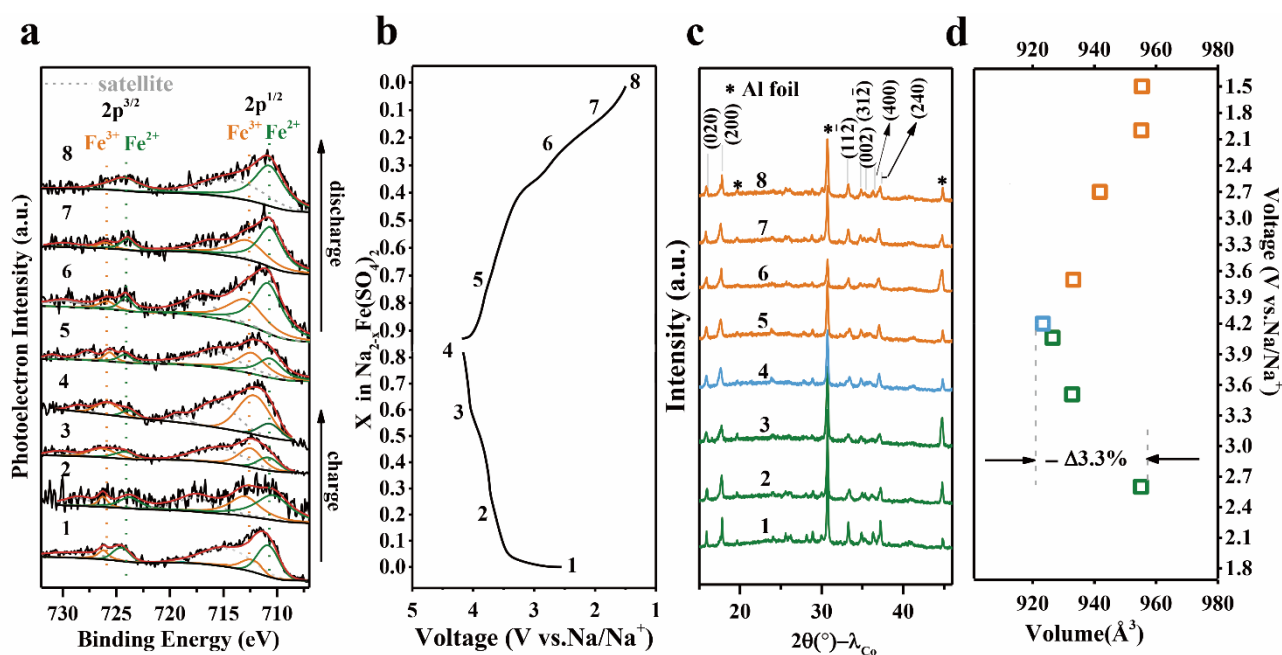 a
satellite
2p3/2
2p1/2
Fe3+
Fe2+
Fe3+
Fe2+
8
7
6
5
4
3
2
1
discharge
charge
Photoelectron Intensity (a.u.)
730 725 720 715 710
Binding Energy (eV)
b
X in Na2-xFe(SO4)2
0.0
0.1
0.2
0.3
0.4
0.5
0.6
0.7
0.8
0.9
0.8
0.7
0.6
0.5
0.4
0.3
0.2
0.1
0.0
8
7
6
5
4
3
2
1
5 4 3 2 1
Voltage (V vs.Na/Na+)
c
* Al foil
(020)
(200)
(1̄12)
(002)
(312̄)
(400)
(2̄40)
*
*
*
8
7
6
5
4
3
2
1
Intensity (a.u.)
15 30 45
2θ(°)–λCo
d
920 940 960 980
1.5
1.8
2.1
2.4
2.7
3.0
3.3
3.6
3.9
4.2
3.9
3.6
3.3
3.0
2.7
2.4
2.1
1.8
Voltage (V vs.Na/Na+)
– Δ3.3%
920 940 960 980
Volume(Å3)